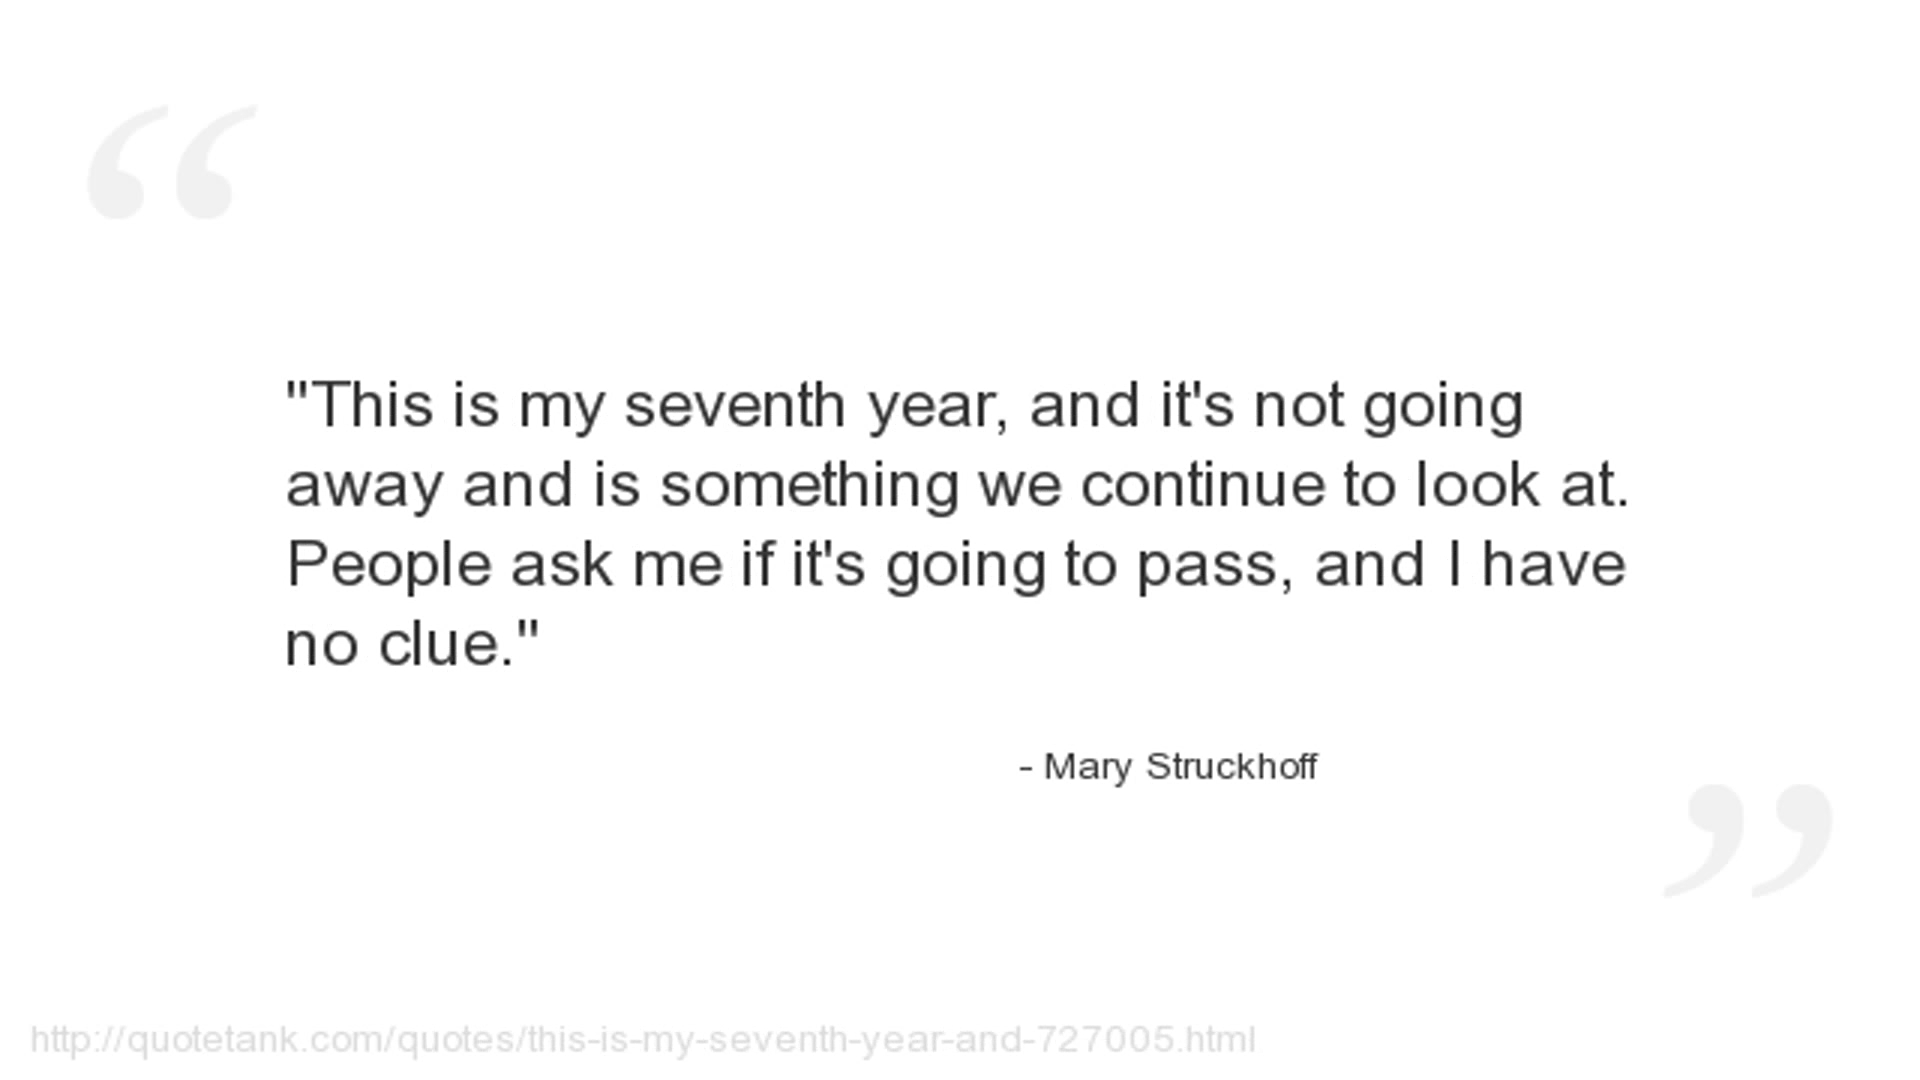 “
"This is my seventh year, and it's not going
away and is something we continue to look at.
People ask me if it's going to pass, and I have
no clue."
- Mary Struckhoff
”
http://quotetank.com/quotes/this-is-my-seventh-year-and-727005.html